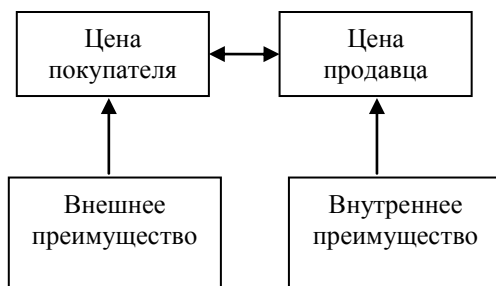 Цена
покупателя
Цена
продавца
Внешнее
преимущество
Внутреннее
преимущество